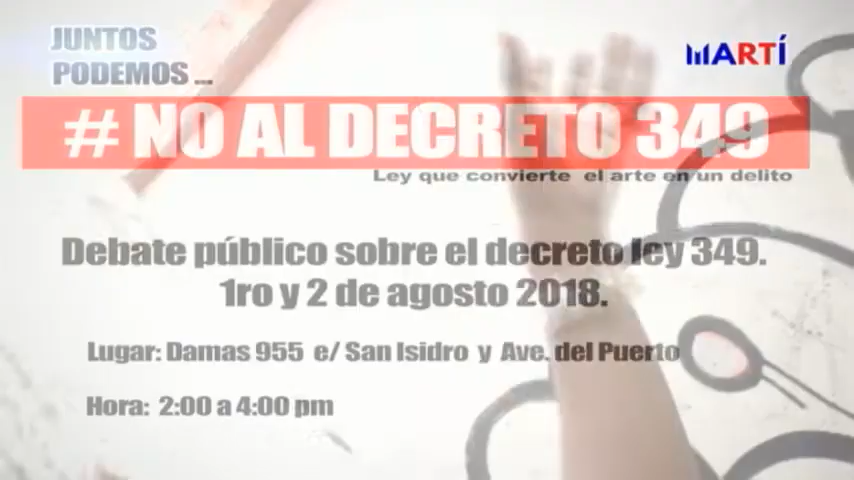 JUNTOS
PODEMOS ...
MARTÍ
# NO AL DECRETO 349
Ley que convierte el arte en un delito
Debate público sobre el decreto ley 349.
1ro y 2 de agosto 2018.
Lugar: Damas 955 e/ San Isidro y Ave. del Puerto
Hora: 2:00 a 4:00 pm